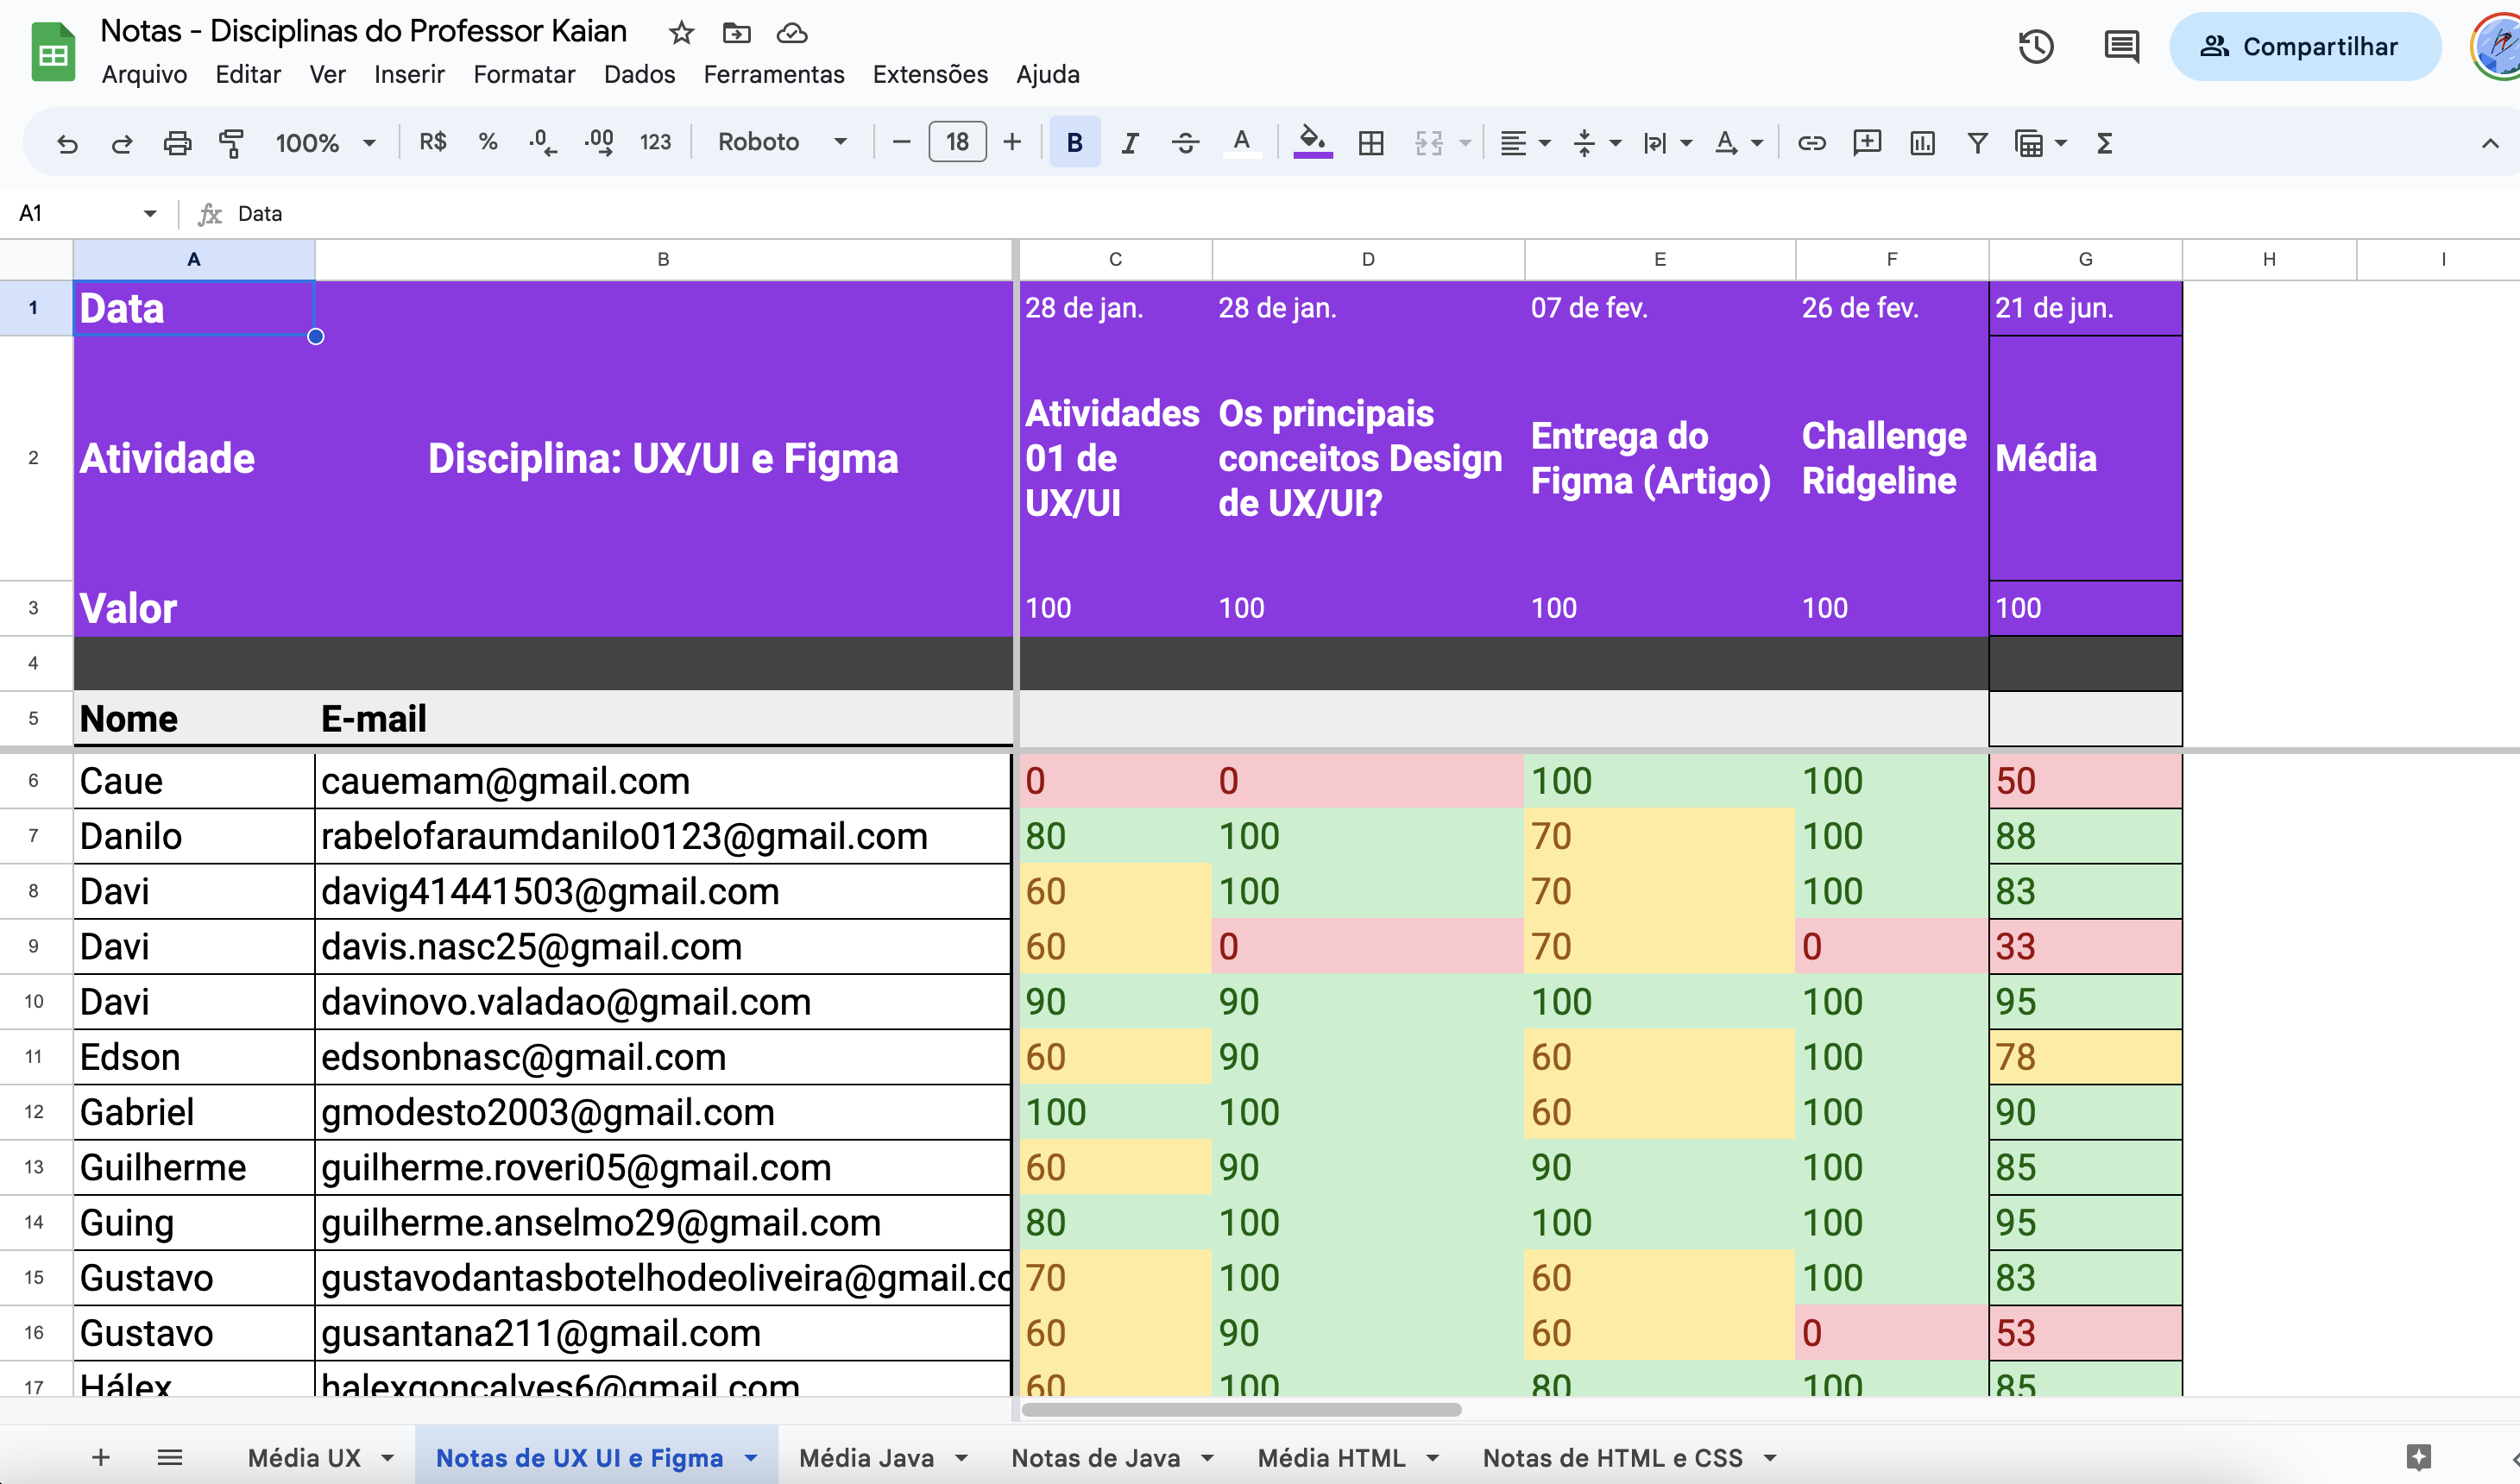 Notas - Disciplinas do Professor Kaian
Arquivo Editar Ver Inserir Formatar Dados Ferramentas Extensões Ajuda
Compartilhar
100% R$ % .0 .00 123 Roboto 18 B I S A A Σ
A1 fx Data
A B C D E F G H I
1 Data 28 de jan. 28 de jan. 07 de fev. 26 de fev. 21 de jun.
2 Atividade Disciplina: UX/UI e Figma
Atividades
01 de
UX/UI
Os principais
conceitos Design
de UX/UI?
Entrega do
Figma (Artigo)
Challenge
Ridgeline
Média
3 Valor 100 100 100 100 100
4
5 Nome E-mail
6 Caue cauemam@gmail.com 0 0 100 100 50
7 Danilo rabelofaraumdanilo0123@gmail.com 80 100 70 100 88
8 Davi davig41441503@gmail.com 60 100 70 100 83
9 Davi davis.nasc25@gmail.com 60 0 70 0 33
10 Davi davinovo.valadao@gmail.com 90 90 100 100 95
11 Edson edsonbnasc@gmail.com 60 90 60 100 78
12 Gabriel gmodesto2003@gmail.com 100 100 60 100 90
13 Guilherme guilherme.roveri05@gmail.com 60 90 90 100 85
14 Guing guilherme.anselmo29@gmail.com 80 100 100 100 95
15 Gustavo gustavodantasbotelhodeoliveira@gmail.co 70 100 60 100 83
16 Gustavo gusantana211@gmail.com 60 90 60 0 53
17 Hálex halexgoncalves6@gmail.com 60 100 80 100 85
Média UX Notas de UX UI e Figma Média Java Notas de Java Média HTML Notas de HTML e CSS